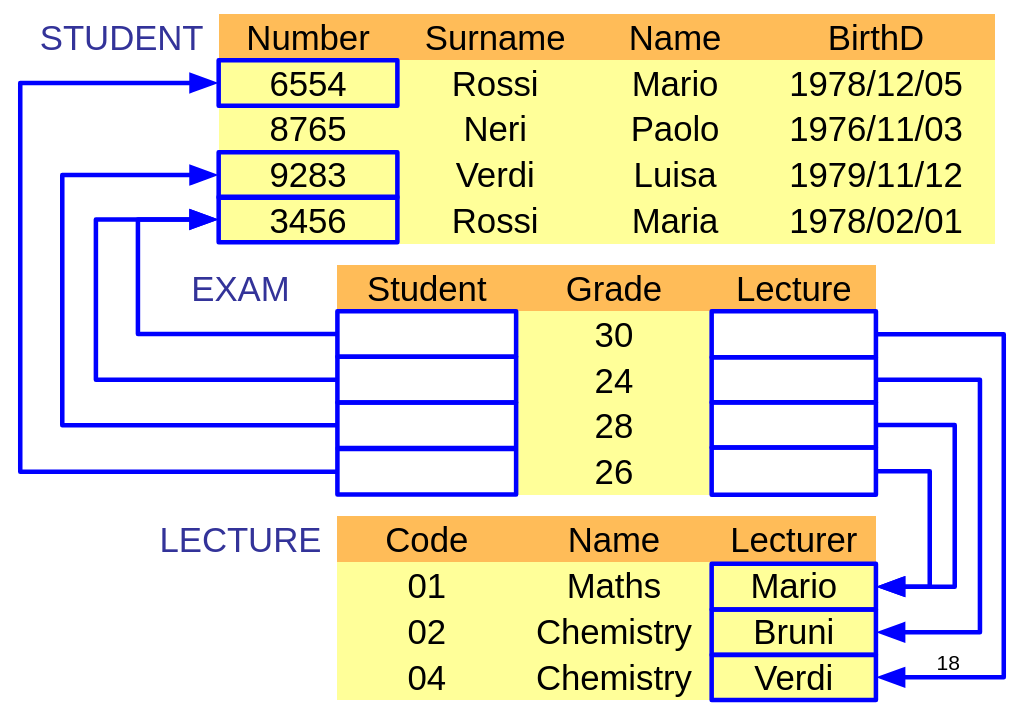 STUDENT Number Surname Name BirthD
6554 Rossi Mario 1978/12/05
8765 Neri Paolo 1976/11/03
9283 Verdi Luisa 1979/11/12
3456 Rossi Maria 1978/02/01
EXAM Student Grade Lecture
30
24
28
26
LECTURE Code Name Lecturer
01 Maths Mario
02 Chemistry Bruni
04 Chemistry Verdi
18